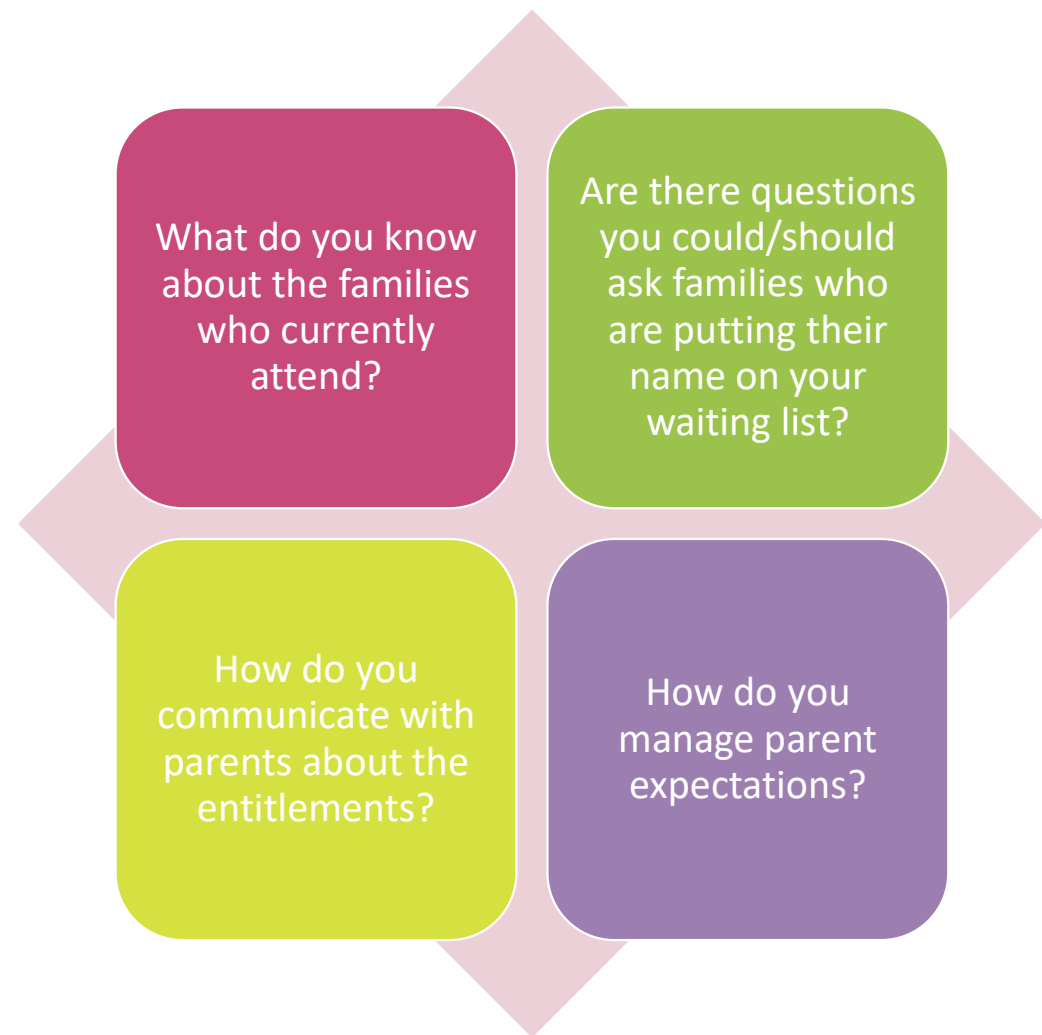 What do you know
about the families
who currently
attend?
Are there questions
you could/should
ask families who
are putting their
name on your
waiting list?
How do you
communicate with
parents about the
entitlements?
How do you
manage parent
expectations?